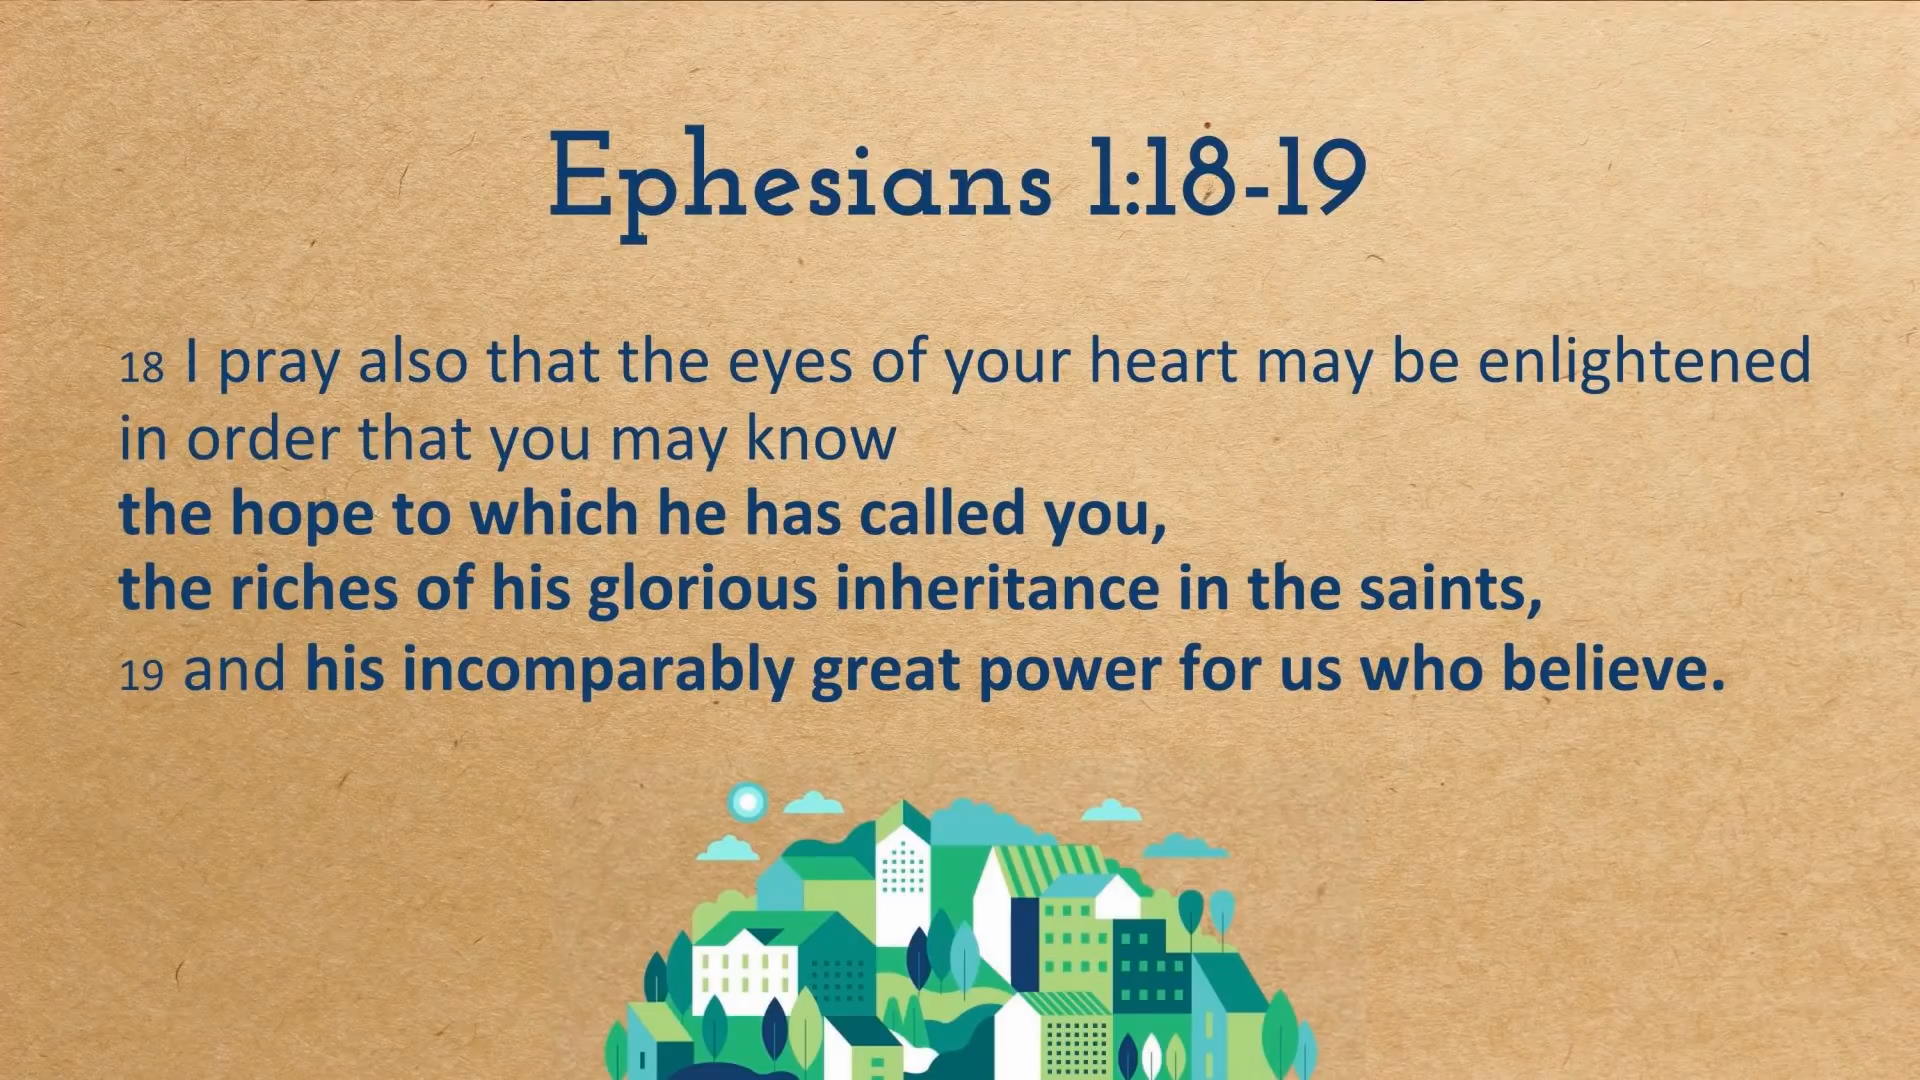 Ephesians 1:18-19
18 I pray also that the eyes of your heart may be enlightened
in order that you may know
the hope to which he has called you,
the riches of his glorious inheritance in the saints,
19 and his incomparably great power for us who believe.